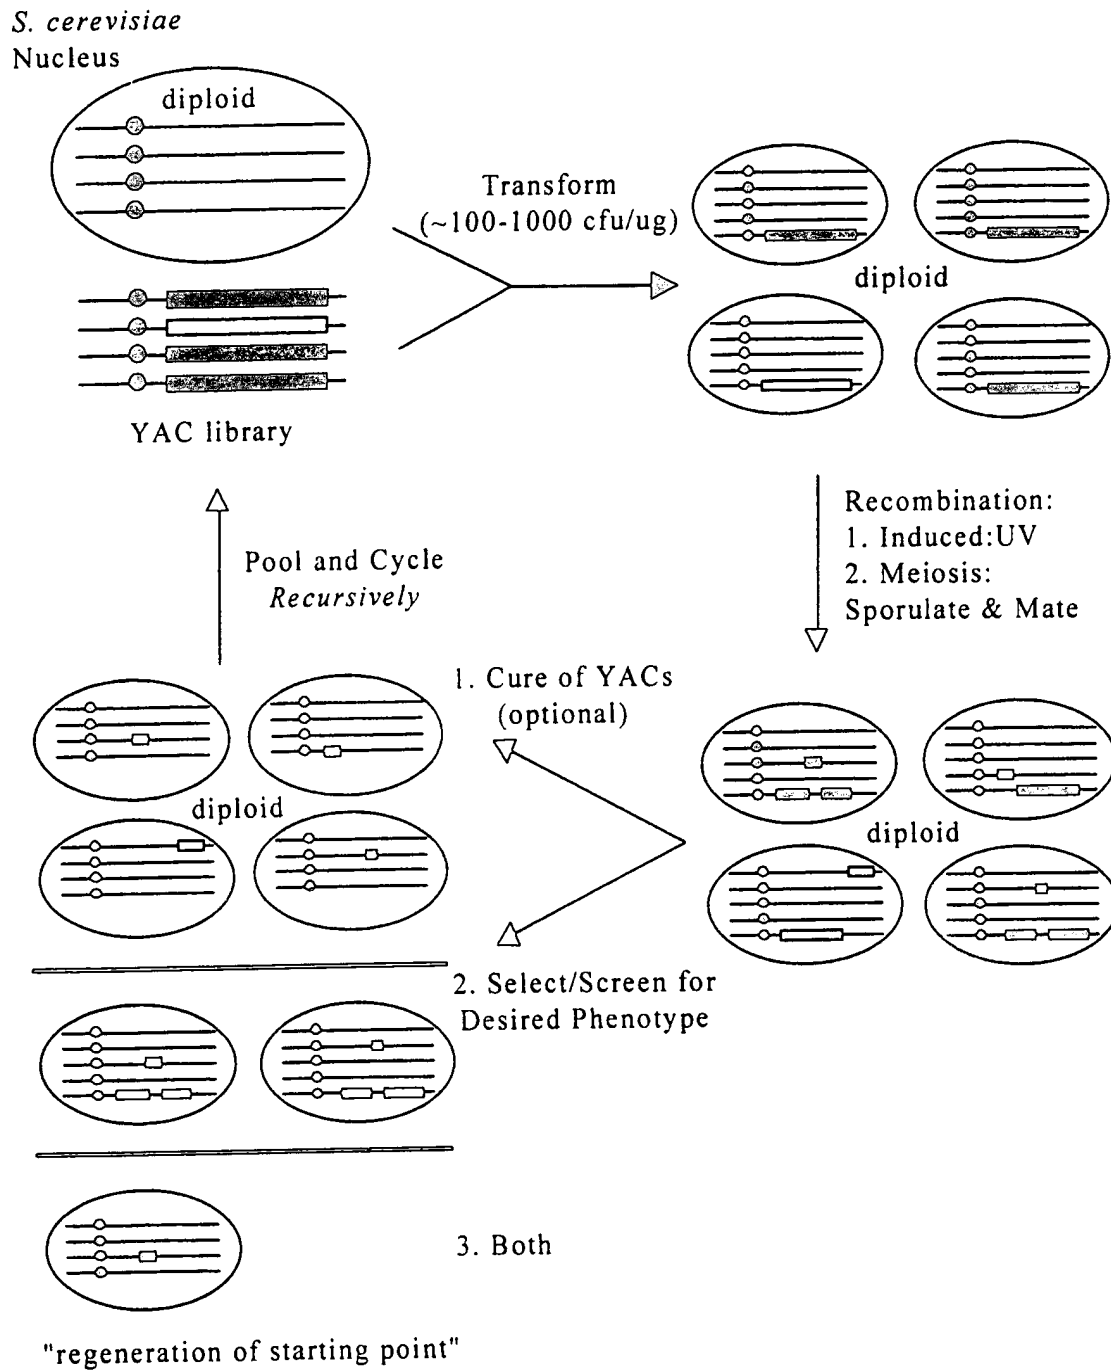 S. cerevisiae
Nucleus
diploid
Transform
(~100-1000 cfu/ug)
diploid
YAC library
Recombination:
1. Induced:UV
2. Meiosis:
Sporulate & Mate
Pool and Cycle
Recursively
1. Cure of YACs
(optional)
diploid
diploid
2. Select/Screen for
Desired Phenotype
3. Both
"regeneration of starting point"